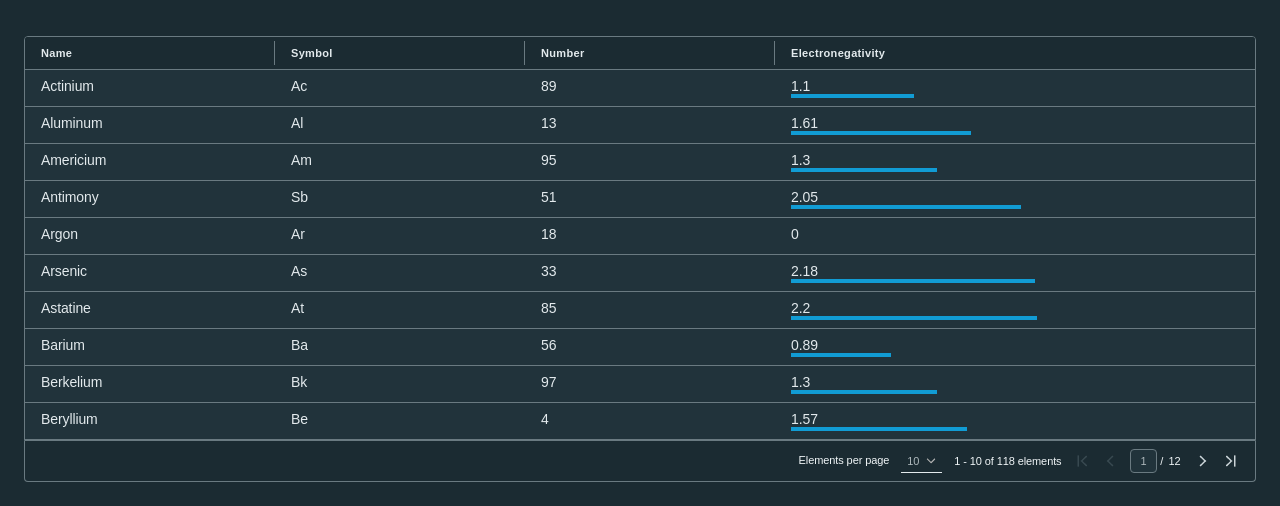 Name Symbol Number Electronegativity
Actinium Ac 89 1.1
Aluminum Al 13 1.61
Americium Am 95 1.3
Antimony Sb 51 2.05
Argon Ar 18 0
Arsenic As 33 2.18
Astatine At 85 2.2
Barium Ba 56 0.89
Berkelium Bk 97 1.3
Beryllium Be 4 1.57
Elements per page 10 1 - 10 of 118 elements 1 / 12